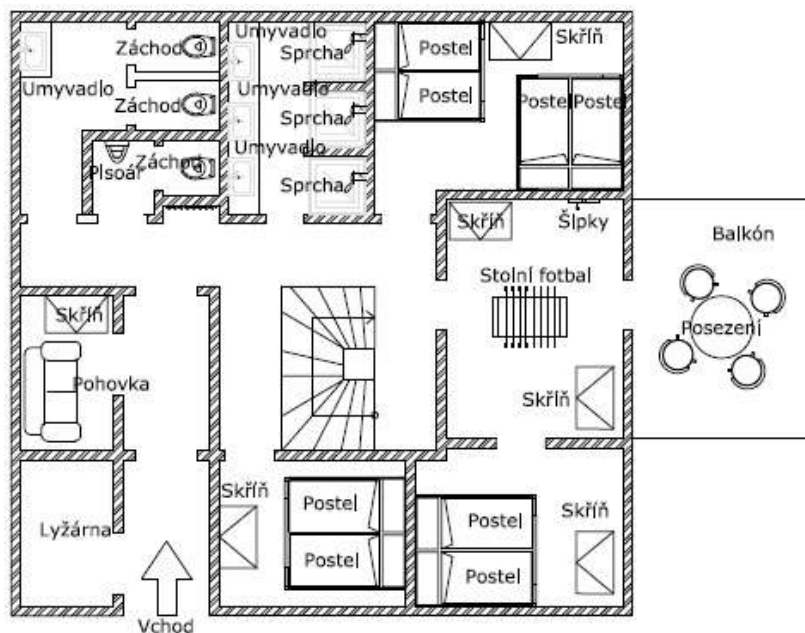 Umyvadlo
Záchod
Záchod
Plsoár
Záchod
Umyvadlo
Umyvadlo
Umyvadlo
Sprcha
Sprcha
Sprcha
Postel
Postel
Skříň
Postel
Postel
Skříň
Šipky
Balkón
Stolní fotbal
Posezení
Skříň
Skříň
Pohovka
Lyžárna
Vchod
Skříň
Postel
Postel
Postel
Postel
Skříň